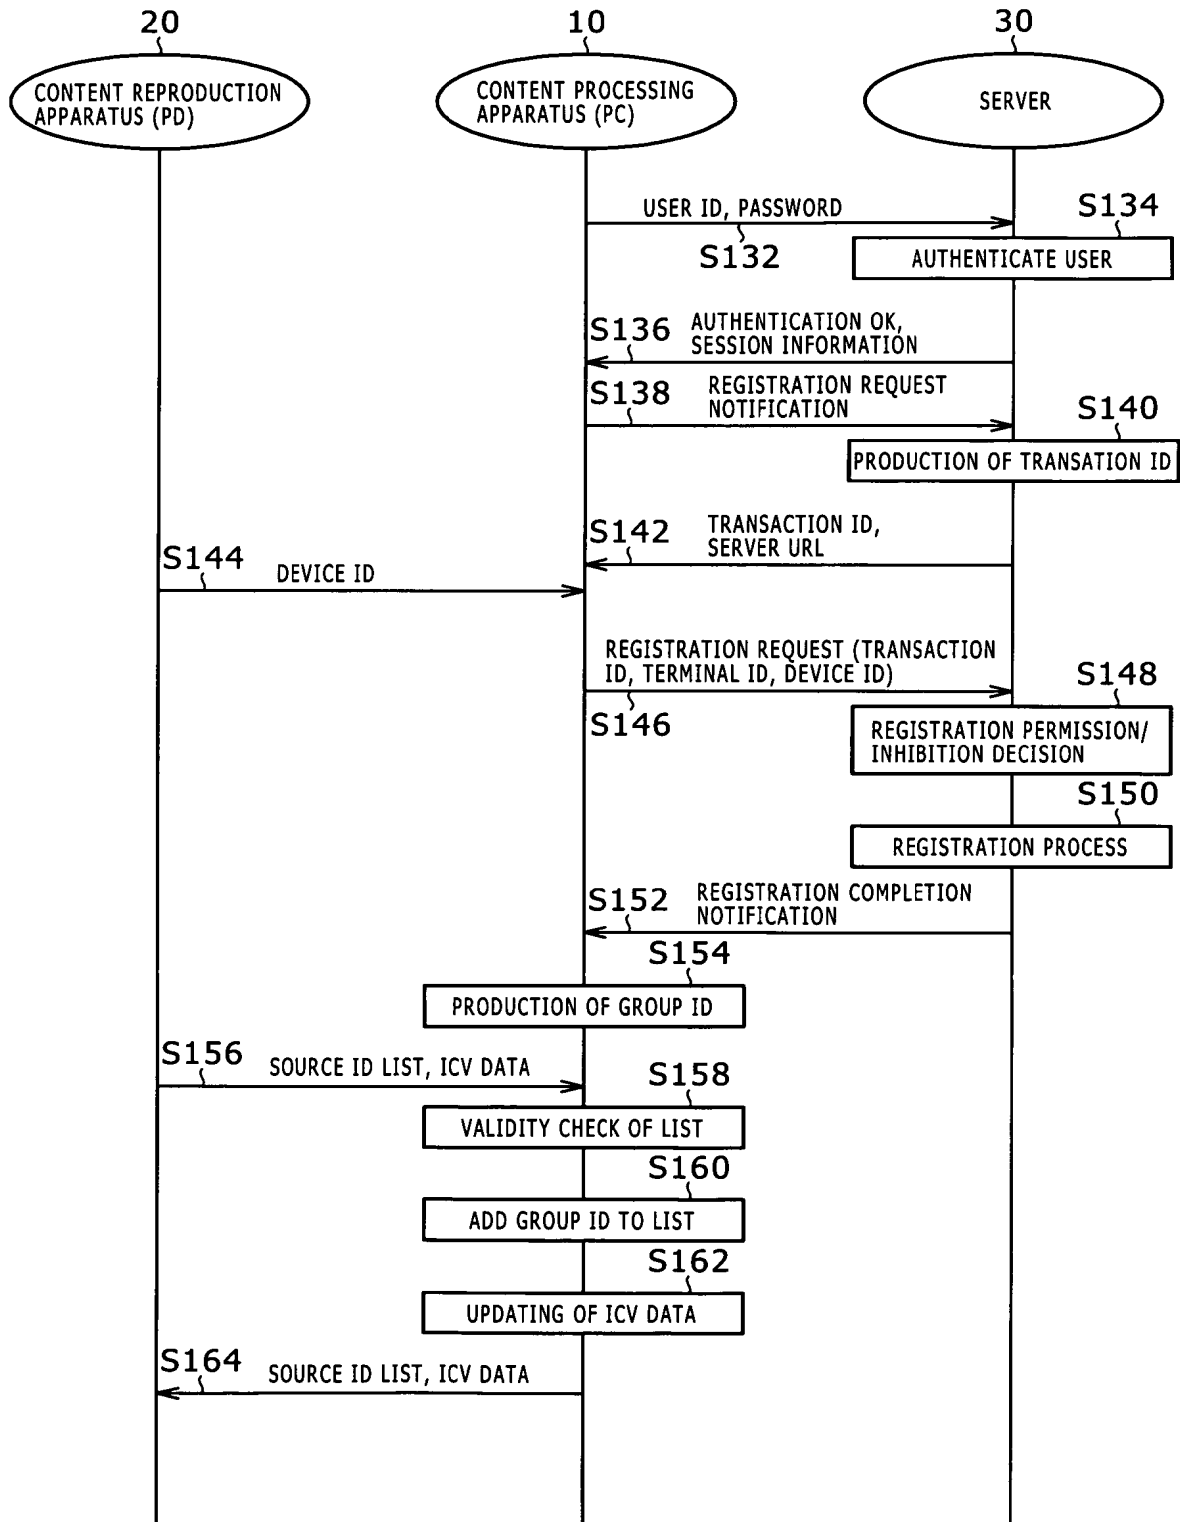 20
10
30
CONTENT REPRODUCTION
APPARATUS (PD)
CONTENT PROCESSING
APPARATUS (PC)
SERVER
USER ID, PASSWORD
S132
S134
AUTHENTICATE USER
S136
AUTHENTICATION OK,
SESSION INFORMATION
S138
REGISTRATION REQUEST
NOTIFICATION
S140
PRODUCTION OF TRANSATION ID
S142
TRANSACTION ID,
SERVER URL
S144
DEVICE ID
REGISTRATION REQUEST (TRANSACTION
ID, TERMINAL ID, DEVICE ID)
S146
S148
REGISTRATION PERMISSION/
INHIBITION DECISION
S150
REGISTRATION PROCESS
S152
REGISTRATION COMPLETION
NOTIFICATION
S154
PRODUCTION OF GROUP ID
S156
SOURCE ID LIST, ICV DATA
S158
VALIDITY CHECK OF LIST
S160
ADD GROUP ID TO LIST
S162
UPDATING OF ICV DATA
S164
SOURCE ID LIST, ICV DATA